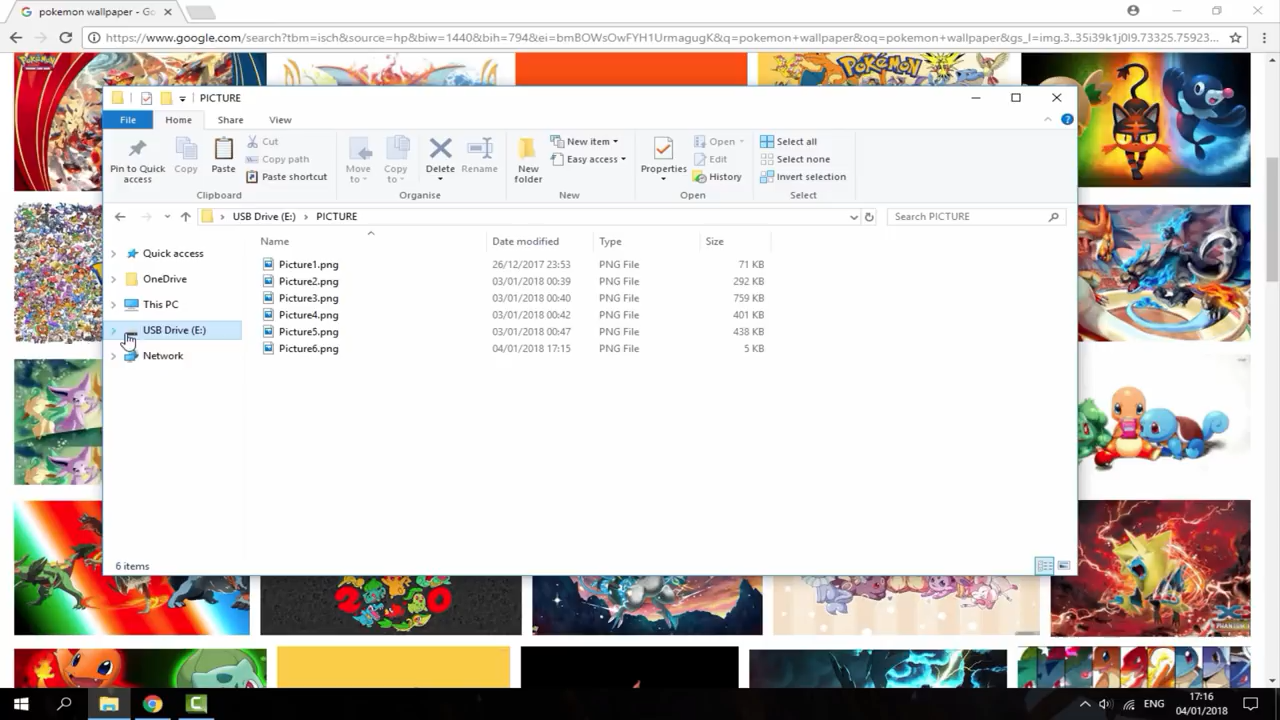 pokemon wallpaper - Go
https://www.google.com/search?tbm=isch&source=hp&biw=1440&bih=794&ei=bmBOWsOwFYH1UrmagugK&q=pokemon+wallpaper&oq=pokemon+wallpaper&gs_l=img.3..35i39k1j0l9.73325.75923...
POKEMON
Pokémon
PICTURE
File
Home
Share
View
Pin to Quick access
Copy
Paste
Cut
Copy path
Paste shortcut
Move to
Copy to
Delete
Rename
New folder
New item
Easy access
Properties
Open
Edit
History
Select all
Select none
Invert selection
Clipboard
Organise
New
Open
Select
USB Drive (E:) PICTURE
Search PICTURE
Quick access
OneDrive
This PC
USB Drive (E:)
Network
Name Date modified Type Size
Picture1.png 26/12/2017 23:53 PNG File 71 KB
Picture2.png 03/01/2018 00:39 PNG File 292 KB
Picture3.png 03/01/2018 00:40 PNG File 759 KB
Picture4.png 03/01/2018 00:42 PNG File 401 KB
Picture5.png 03/01/2018 00:47 PNG File 438 KB
Picture6.png 04/01/2018 17:15 PNG File 5 KB
6 items
ENG
17:16
04/01/2018